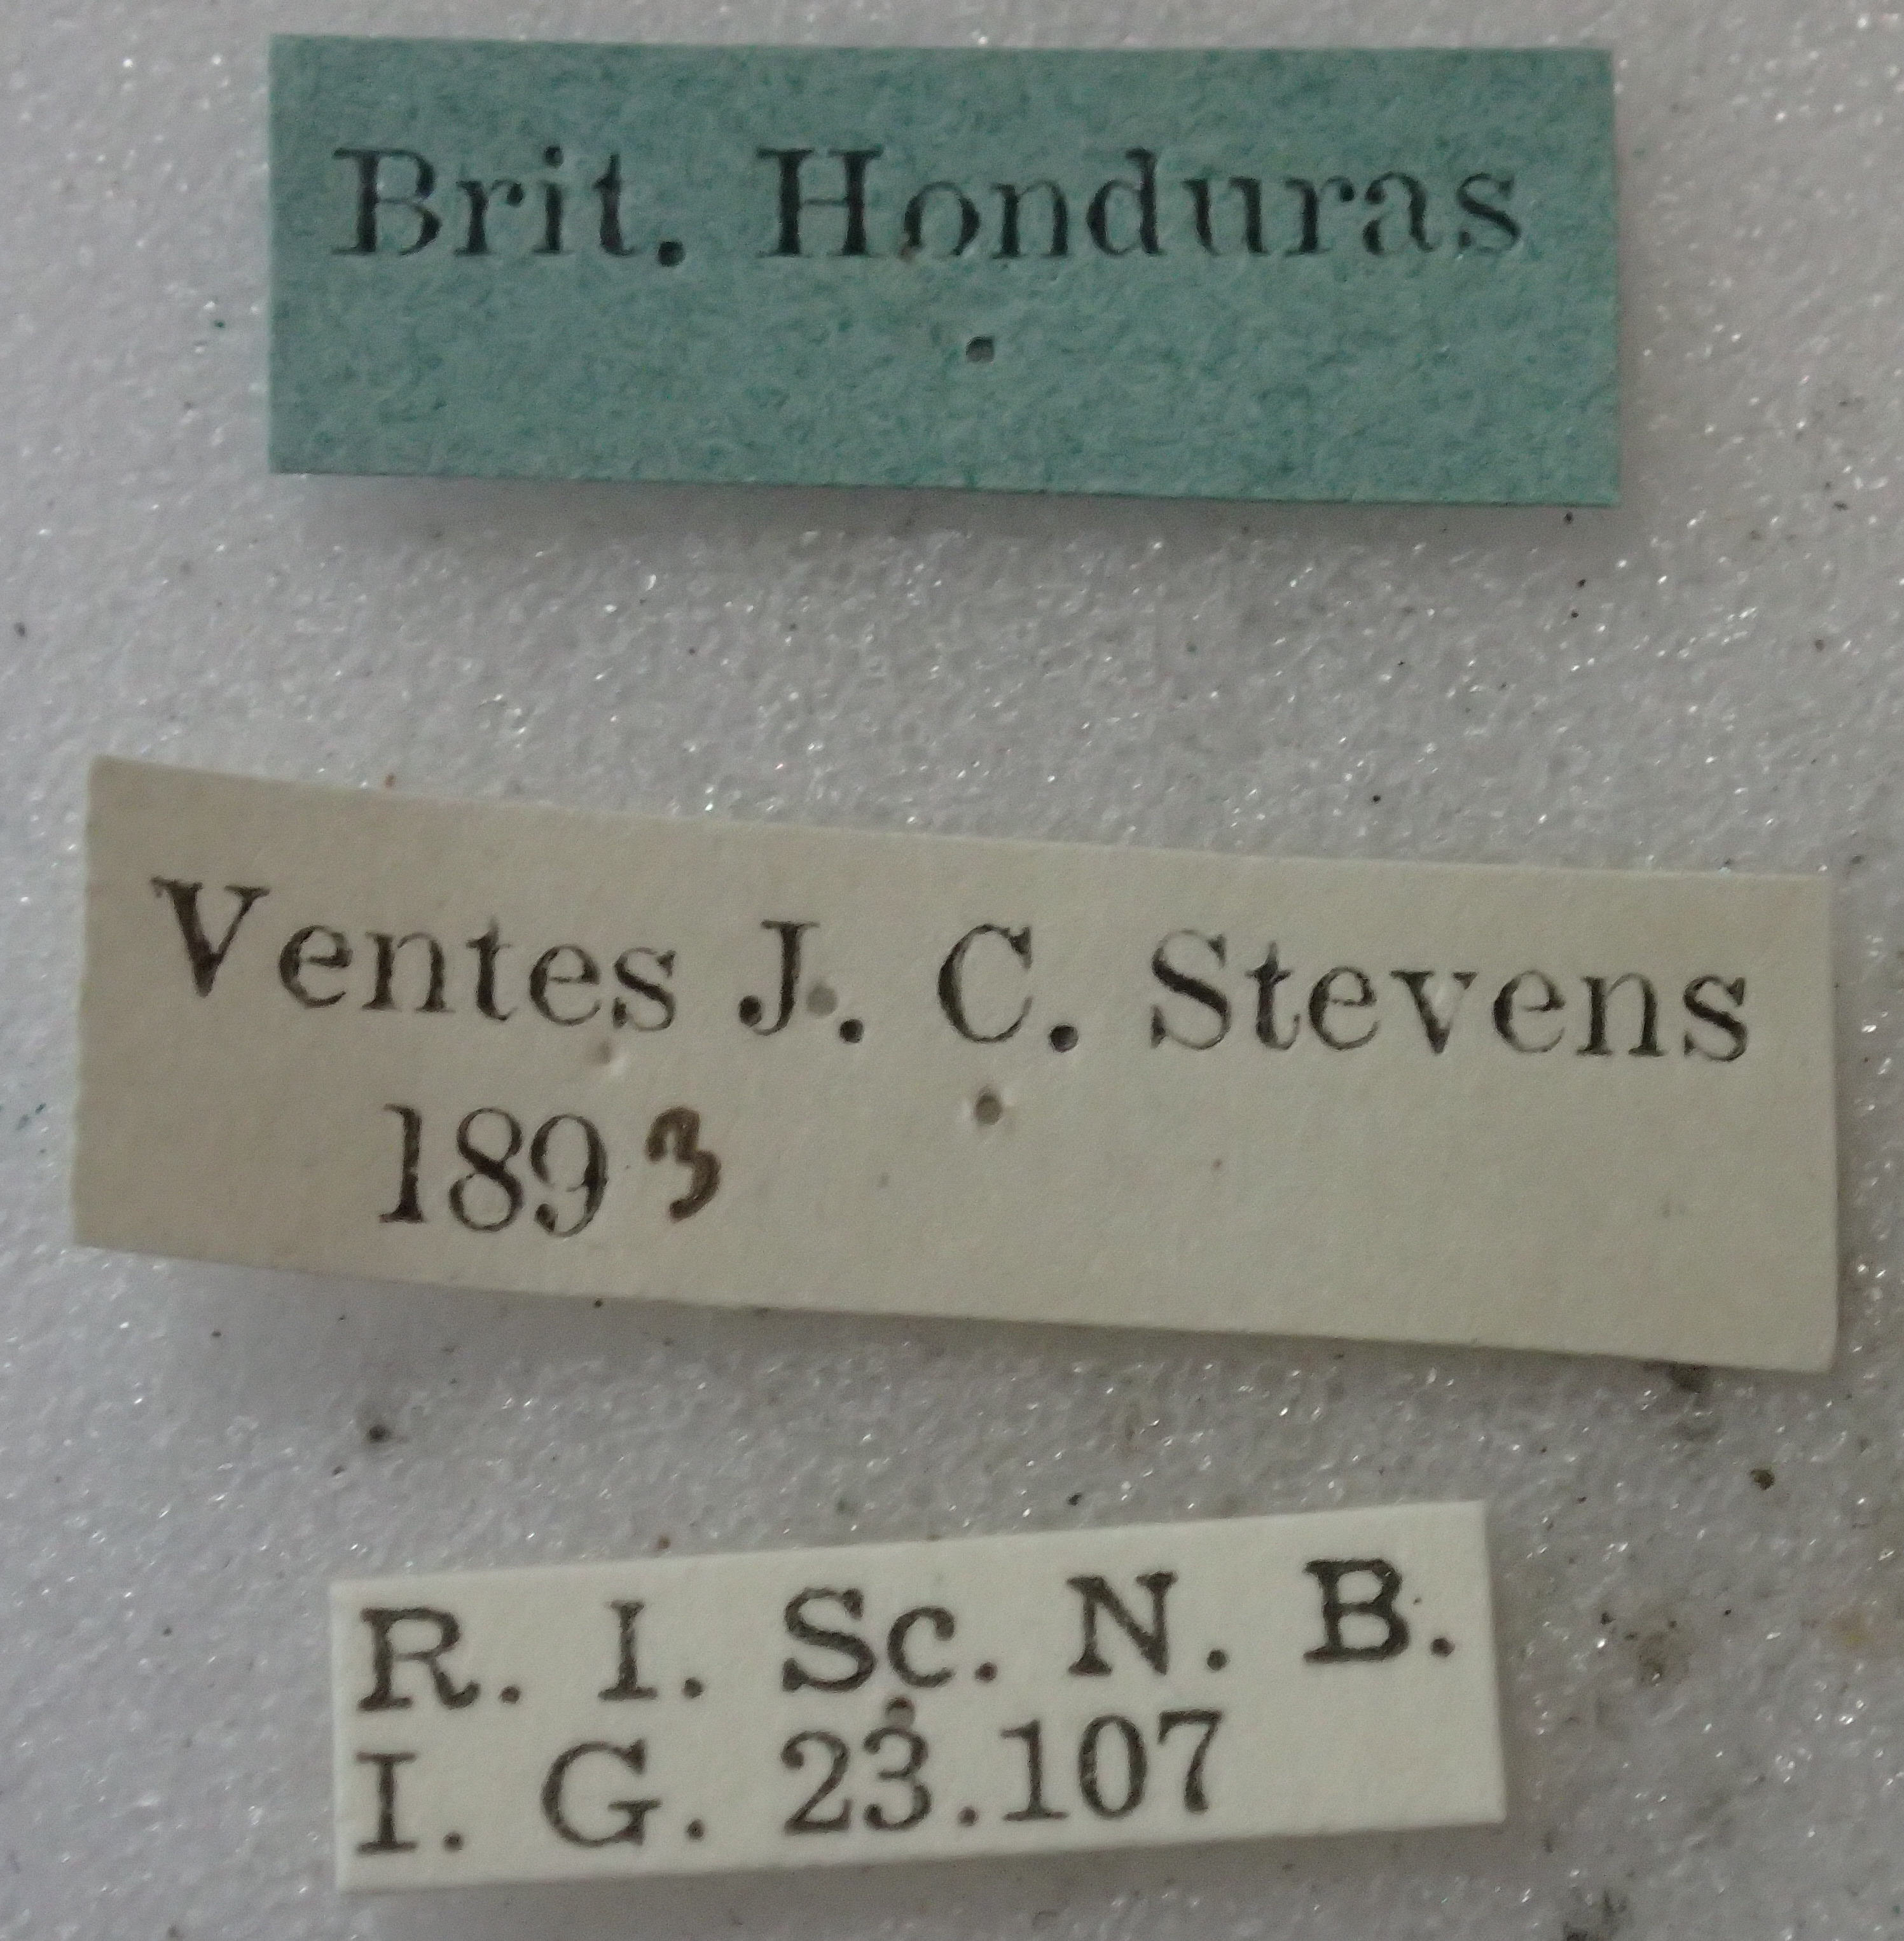 Brit. Honduras
Ventes J. C. Stevens
1893
R. I. Sc. N. B.
I. G. 23.107